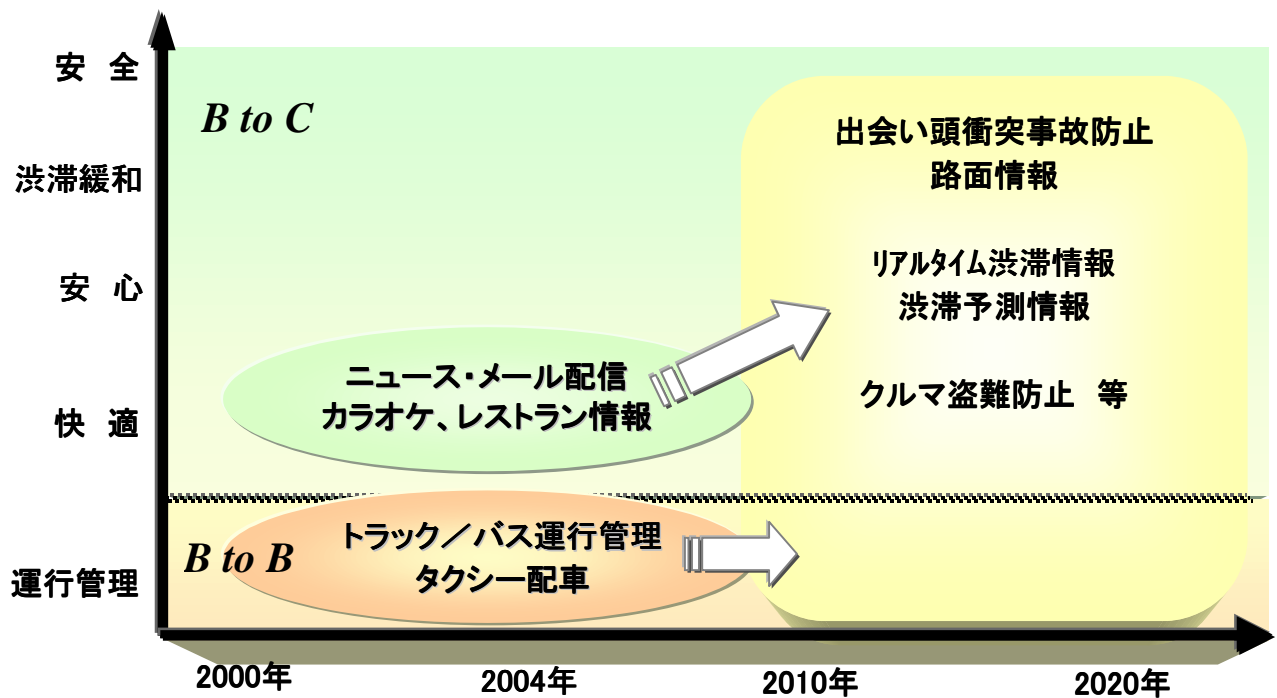 安 全
渋滞緩和
安 心
快 適
運行管理
B to C
ニュース・メール配信
カラオケ、レストラン情報
B to B
トラック／バス運行管理
タクシー配車
出会い頭衝突事故防止
路面情報
ﾘｱﾙﾀｲﾑ渋滞情報
渋滞予測情報
クルマ盗難防止 等
2000年
2004年
2010年
2020年